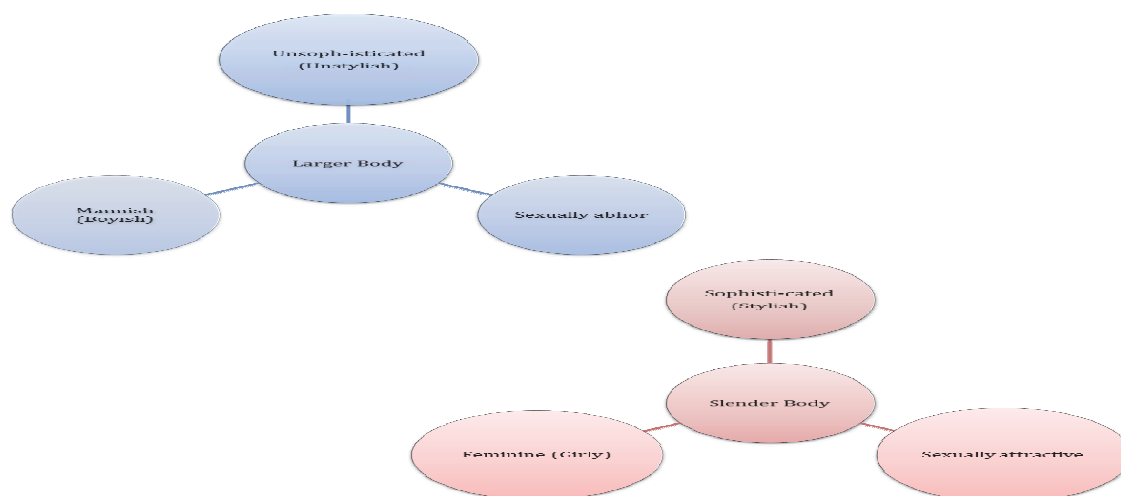 Unsoph-isticated
(Unstylish)
Larger Body
Mannish
(Boyish)
Sexually abhor
Sophisti-cated
(Stylish)
Slender Body
Feminine (Girly)
Sexually attractive